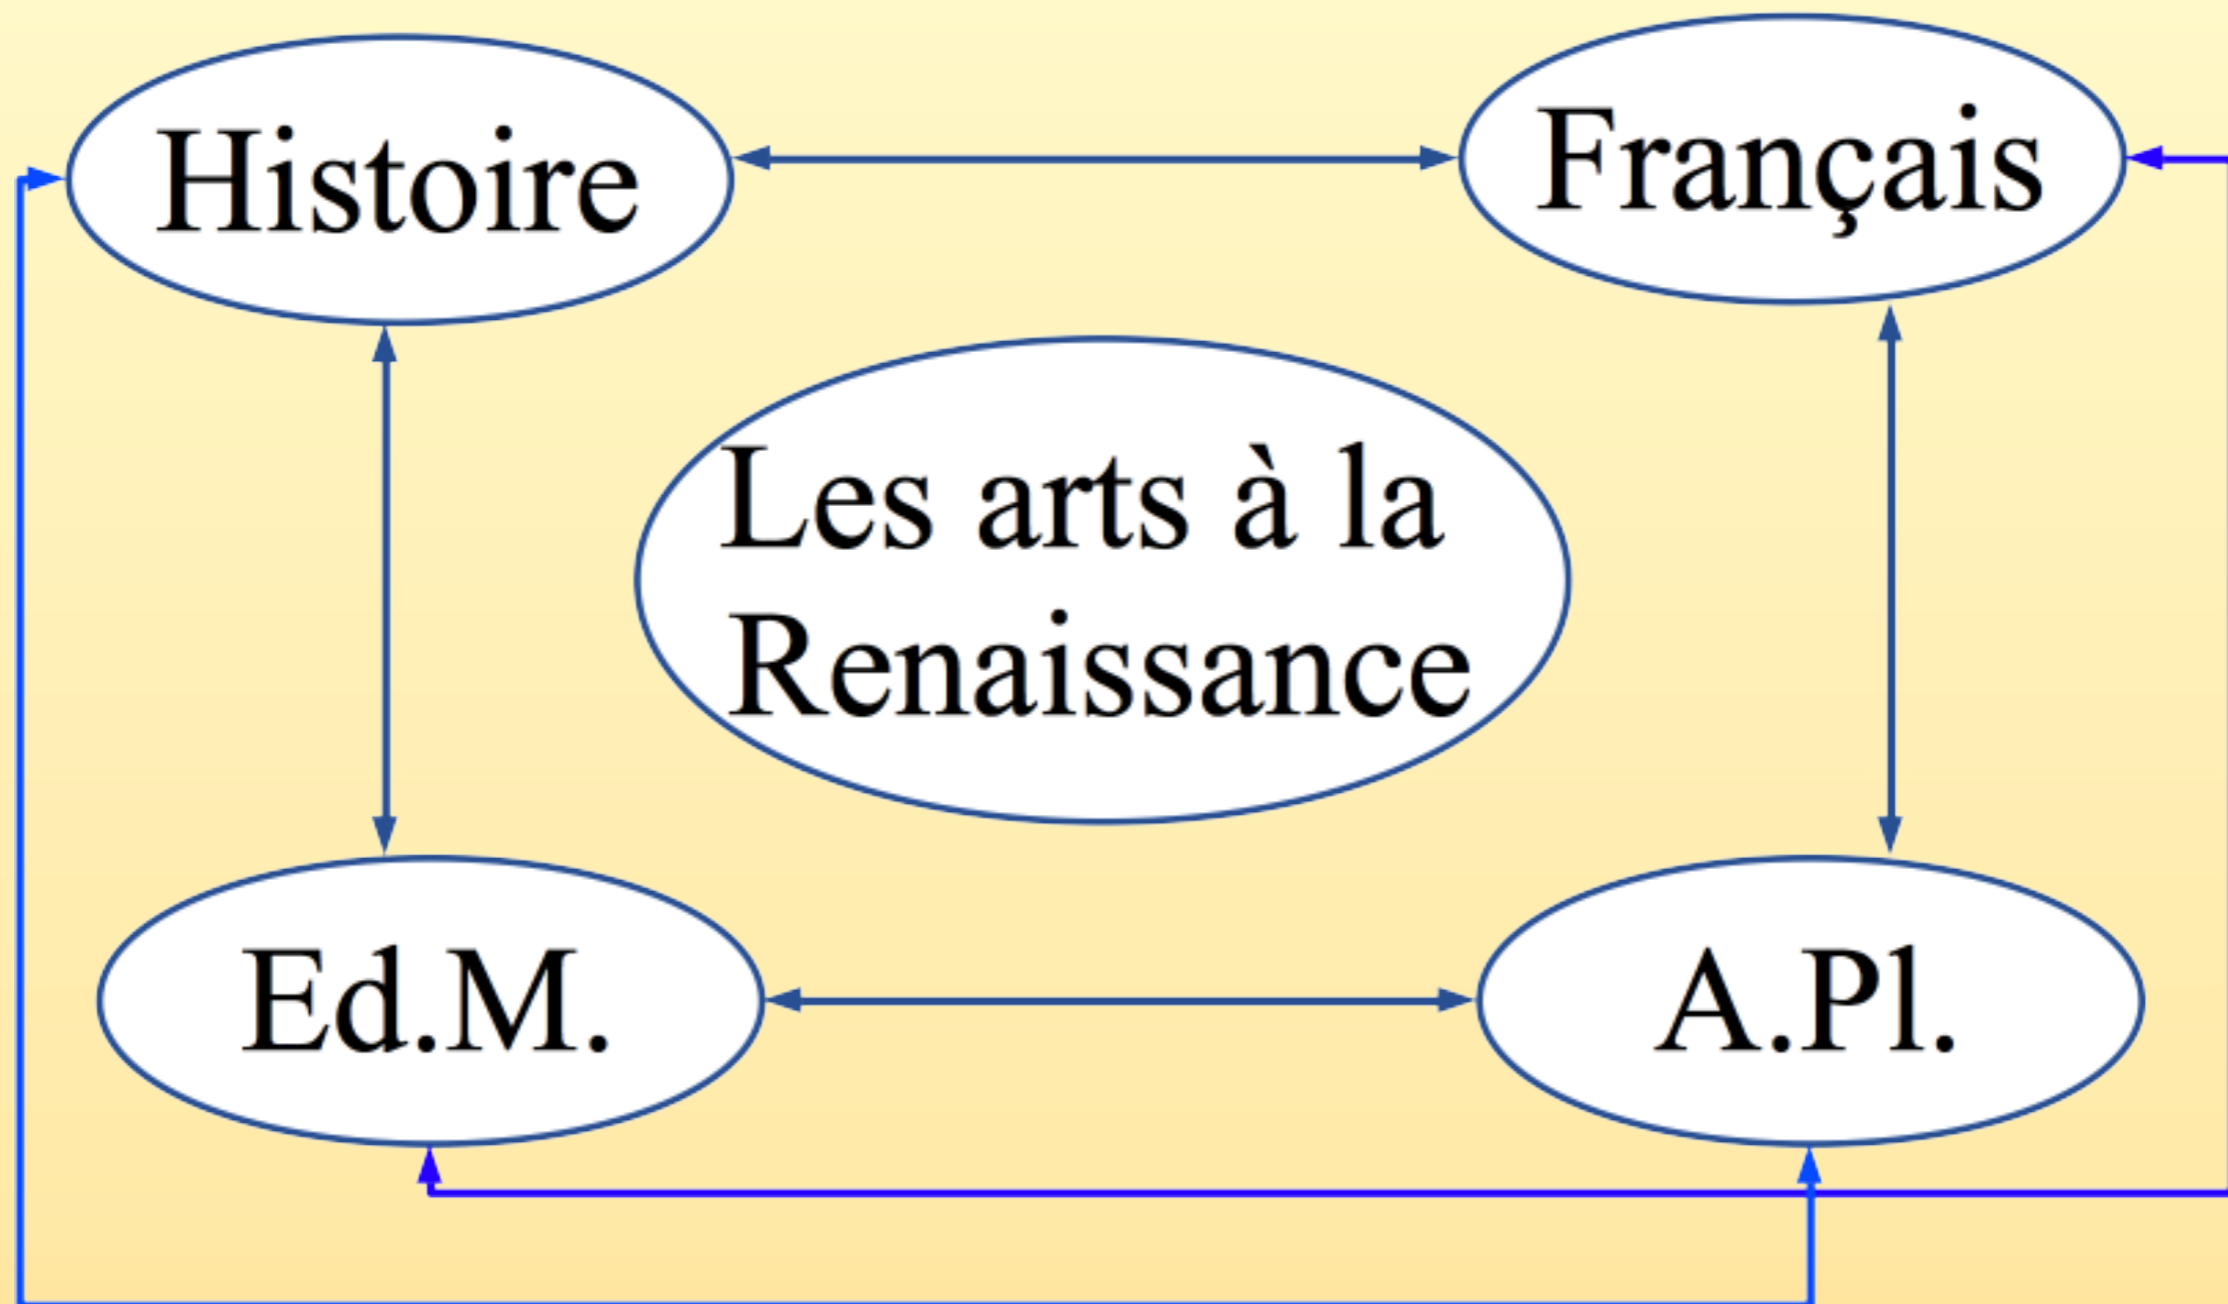 Histoire
Français
Les arts à la
Renaissance
Ed.M.
A.Pl.